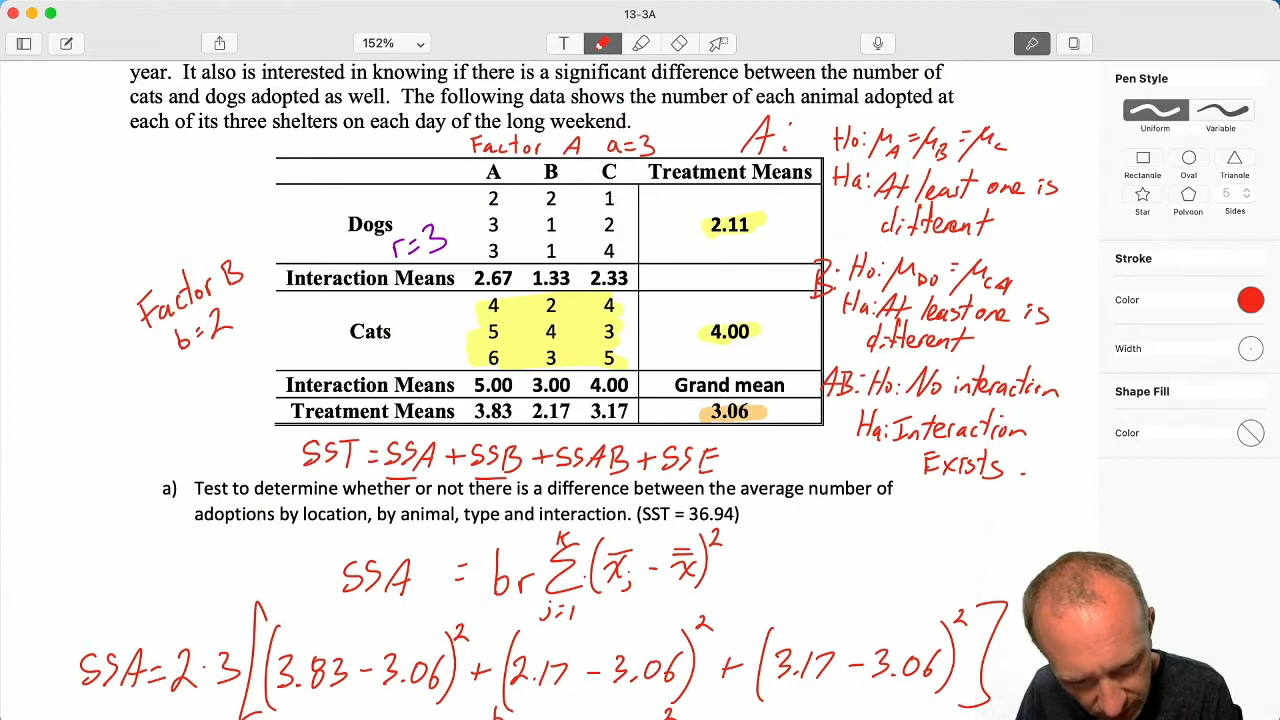 13-3A
152%
T
Pen Style
Uniform
Variable
Rectangle
Oval
Triangle
Star
Polygon
5
Sides
Stroke
Color
Width
Shape Fill
Color
year. It also is interested in knowing if there is a significant difference between the number of
cats and dogs adopted as well. The following data shows the number of each animal adopted at
each of its three shelters on each day of the long weekend.
Factor A a=3
A B C Treatment Means
2 2 1
Dogs 3 1 2 2.11
r=3
3 1 4
Interaction Means 2.67 1.33 2.33
Factor B
b=2
4 2 4
Cats 5 4 3 4.00
6 3 5
Interaction Means 5.00 3.00 4.00 Grand mean
Treatment Means 3.83 2.17 3.17 3.06
A: Ho: μA = μB = μC
Ha: At least one is
different
B: Ho: μDO = μCA
Ha: At least one is
different
AB: Ho: No interaction
Ha: Interaction
Exists.
SST = SSA + SSB + SSAB + SSE
a) Test to determine whether or not there is a difference between the average number of
adoptions by location, by animal, type and interaction. (SST = 36.94)
SSA = br Σ (x̄j - x̿)²
k
j=1
SSA = 2·3 [(3.83 - 3.06)² + (2.17 - 3.06)² + (3.17 - 3.06)²]